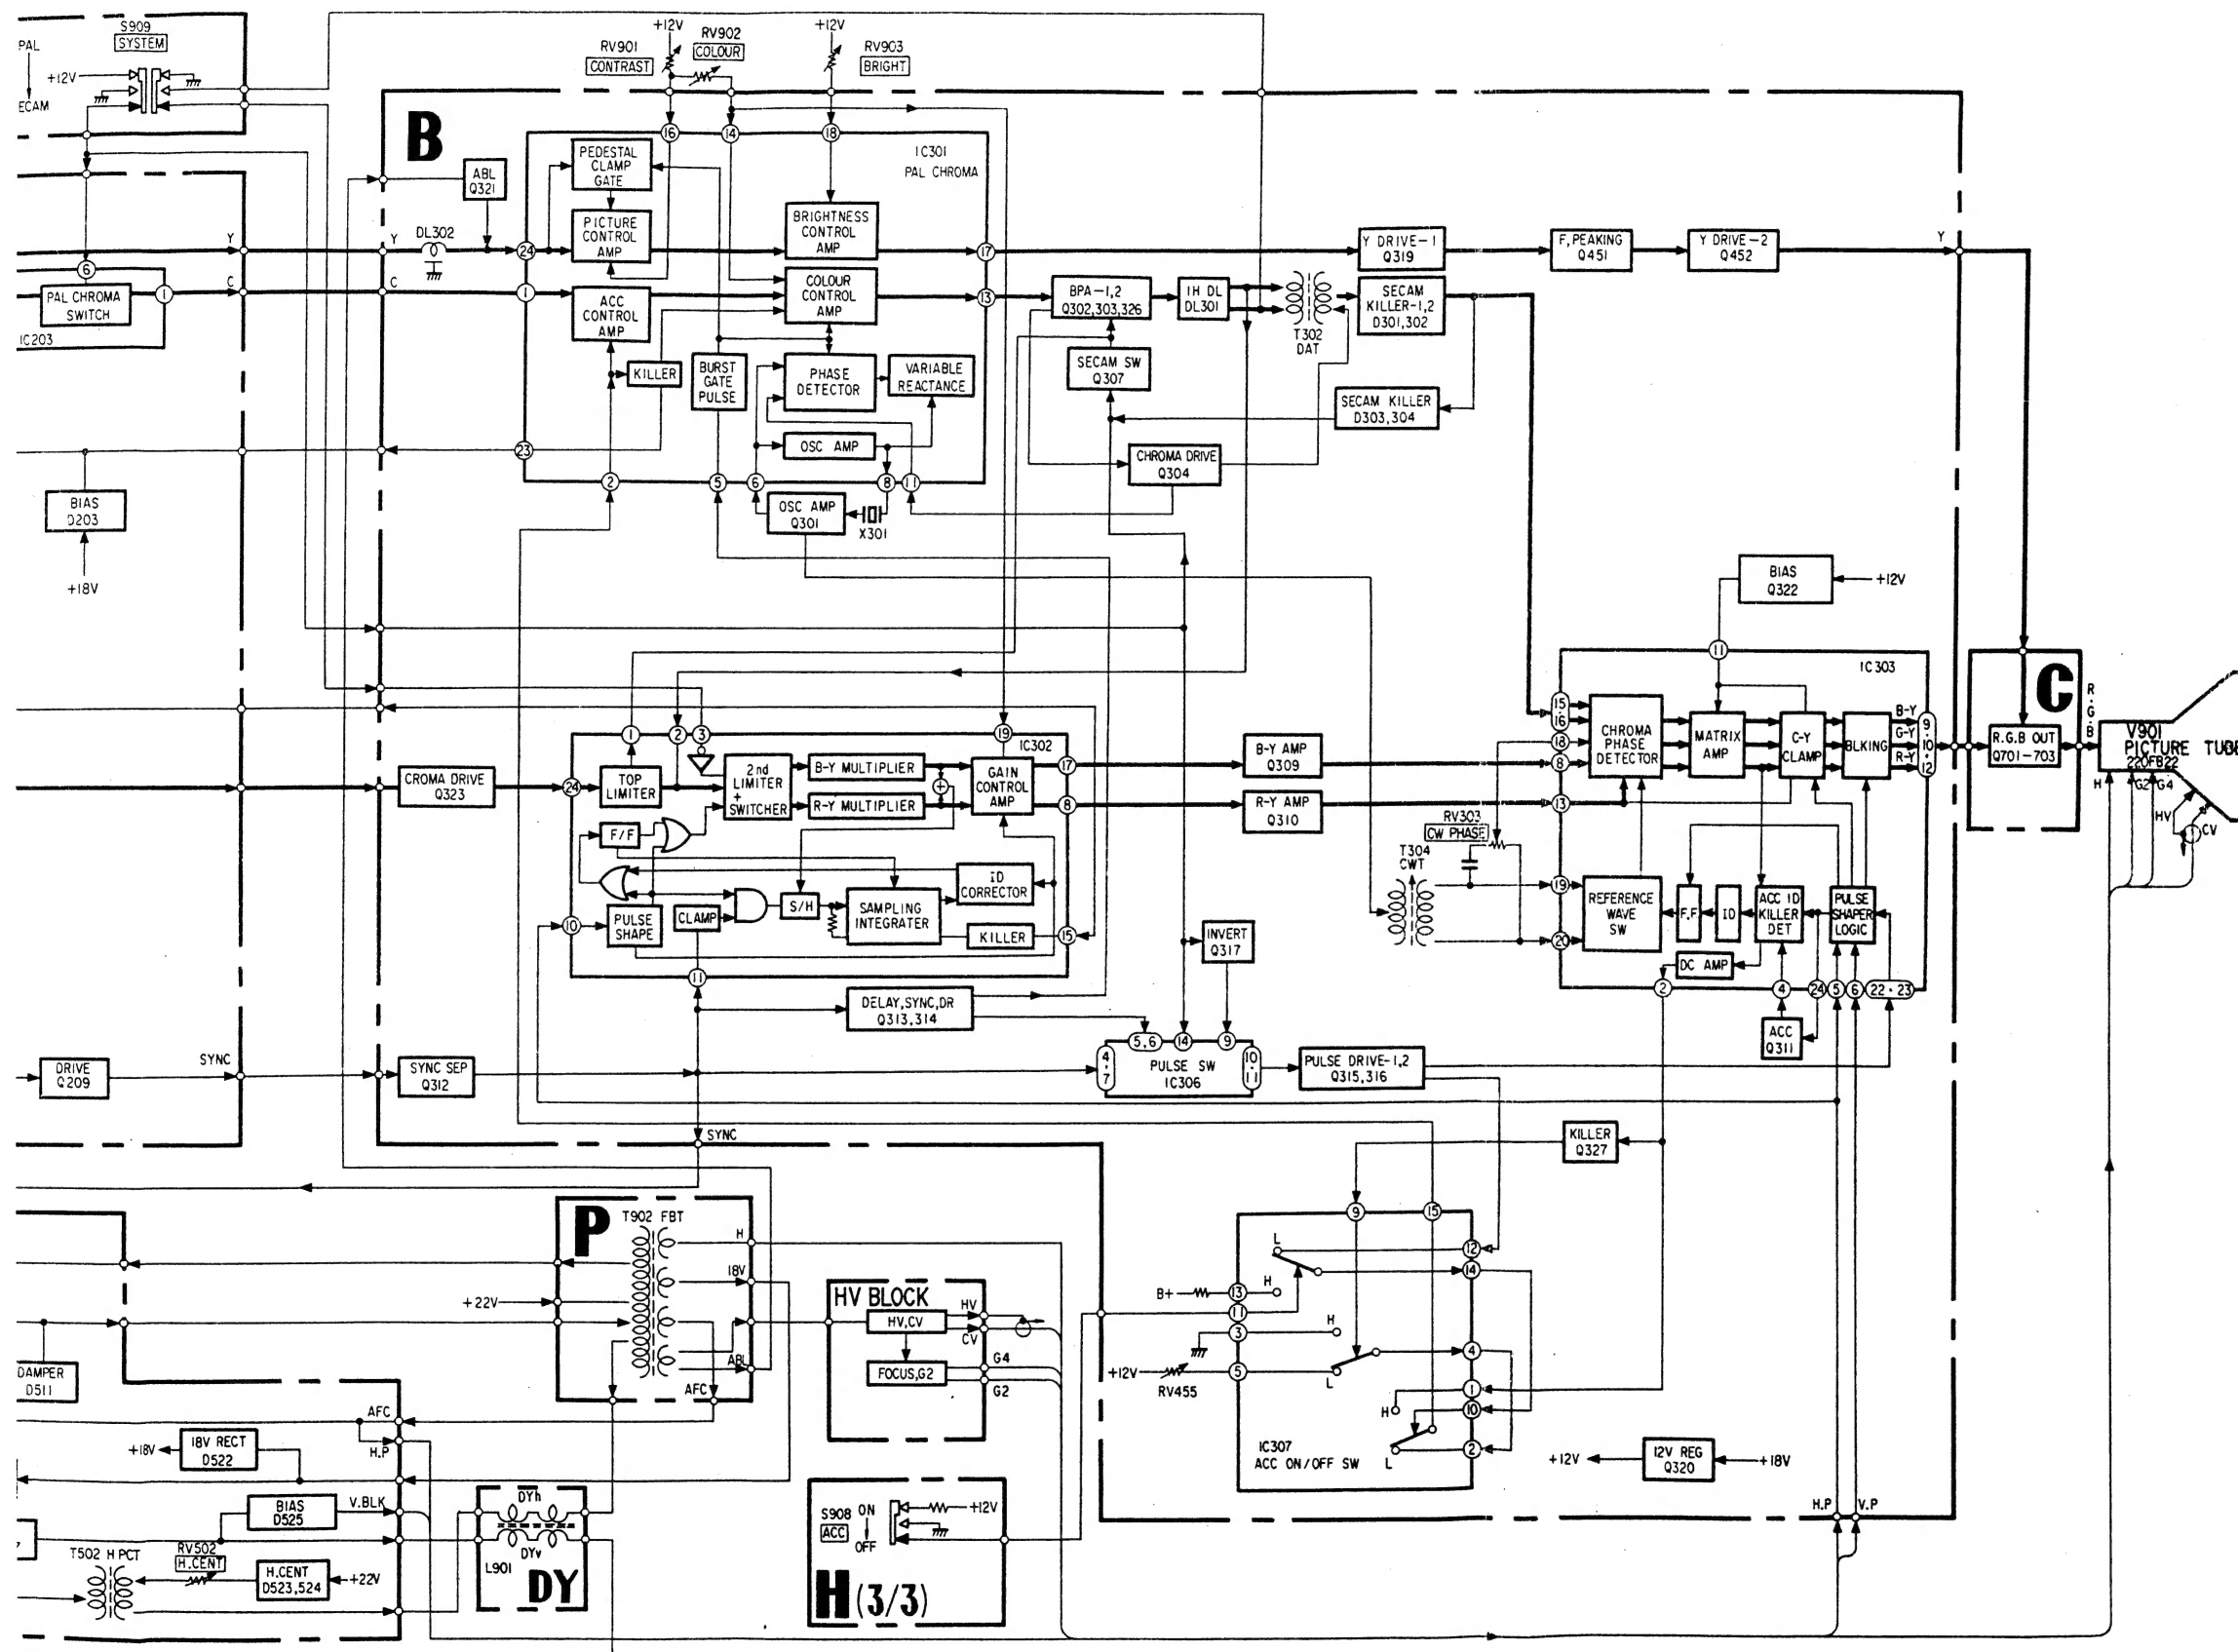 PAL
ECAM
S909
SYSTEM
+12V
RV901
CONTRAST
+12V
RV902
COLOUR
+12V
RV903
BRIGHT
B
ABL
Q321
DL302
Y
Y
C
C
6
PAL CHROMA
SWITCH
1
IC203
BIAS
D203
+18V
16
14
18
IC301
PAL CHROMA
PEDESTAL
CLAMP
GATE
PICTURE
CONTROL
AMP
BRIGHTNESS
CONTROL
AMP
24
17
1
ACC
CONTROL
AMP
COLOUR
CONTROL
AMP
13
KILLER
BURST
GATE
PULSE
PHASE
DETECTOR
VARIABLE
REACTANCE
OSC AMP
23
2
5
6
8
11
OSC AMP
Q301
X301
BPA-1,2
Q302,303,326
1H DL
DL301
T302
DAT
SECAM SW
Q307
Y DRIVE-1
Q319
F,PEAKING
Q451
Y DRIVE-2
Q452
Y
SECAM
KILLER-1,2
D301,302
SECAM KILLER
D303,304
CHROMA DRIVE
Q304
BIAS
Q322
+12V
11
IC303
15
16
18
8
13
19
20
CHROMA
PHASE
DETECTOR
MATRIX
AMP
C-Y
CLAMP
BLKING
B-Y
G-Y
R-Y
9
10
12
REFERENCE
WAVE
SW
F.F
ID
ACC ID
KILLER
DET
PULSE
SHAPER
LOGIC
DC AMP
2
4
24
5
6
22·23
ACC
Q311
C
R.G.B OUT
Q701-703
R
·
G
·
B
V901
PICTURE TUBE
220FB22
H
G2
G4
HV
CV
CROMA DRIVE
Q323
1
2
3
19
IC302
24
TOP
LIMITER
2nd
LIMITER
+
SWITCHER
B-Y MULTIPLIER
R-Y MULTIPLIER
GAIN
CONTROL
AMP
17
8
F/F
ID
CORRECTOR
10
PULSE
SHAPE
CLAMP
S/H
SAMPLING
INTEGRATER
KILLER
15
11
B-Y AMP
Q309
R-Y AMP
Q310
RV303
CW PHASE
T304
CWT
INVERT
Q317
DELAY,SYNC,DR
Q313,314
5,6
14
9
4·7
PULSE SW
IC306
10·11
PULSE DRIVE-1,2
Q315,316
DRIVE
Q209
SYNC
SYNC SEP
Q312
SYNC
KILLER
Q327
P
T902 FBT
H
18V
+22V
ABL
AFC
HV BLOCK
HV,CV
HV
CV
FOCUS,G2
G4
G2
9
15
12
14
L
B+
13
H
11
3
H
+12V
RV455
5
L
4
1
10
2
H
L
IC307
ACC ON/OFF SW
+12V
12V REG
Q320
+18V
H.P
V.P
DAMPER
D511
AFC
H.P
+18V
18V RECT
D522
BIAS
D525
V.BLK
T502 H PCT
RV502
H.CENT
H.CENT
D523,524
+22V
DYh
DYv
L901
DY
S908
ACC
ON
OFF
+12V
H (3/3)